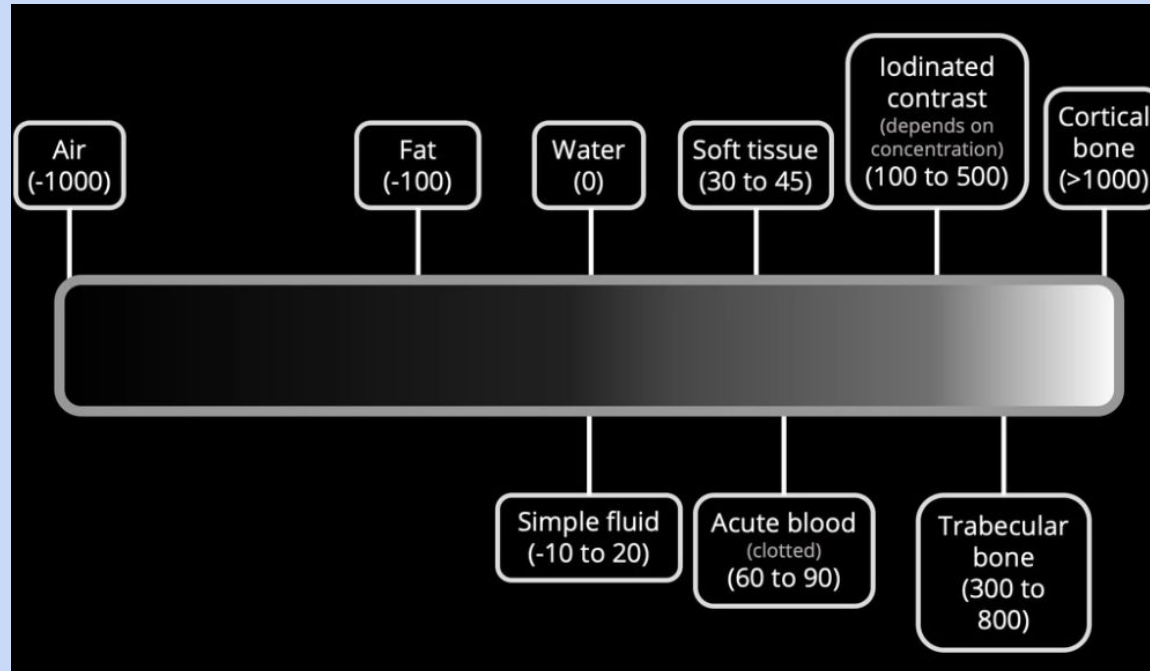 Air
(-1000)
Fat
(-100)
Water
(0)
Soft tissue
(30 to 45)
Iodinated
contrast
(depends on
concentration)
(100 to 500)
Cortical
bone
(>1000)
Simple fluid
(-10 to 20)
Acute blood
(clotted)
(60 to 90)
Trabecular
bone
(300 to
800)